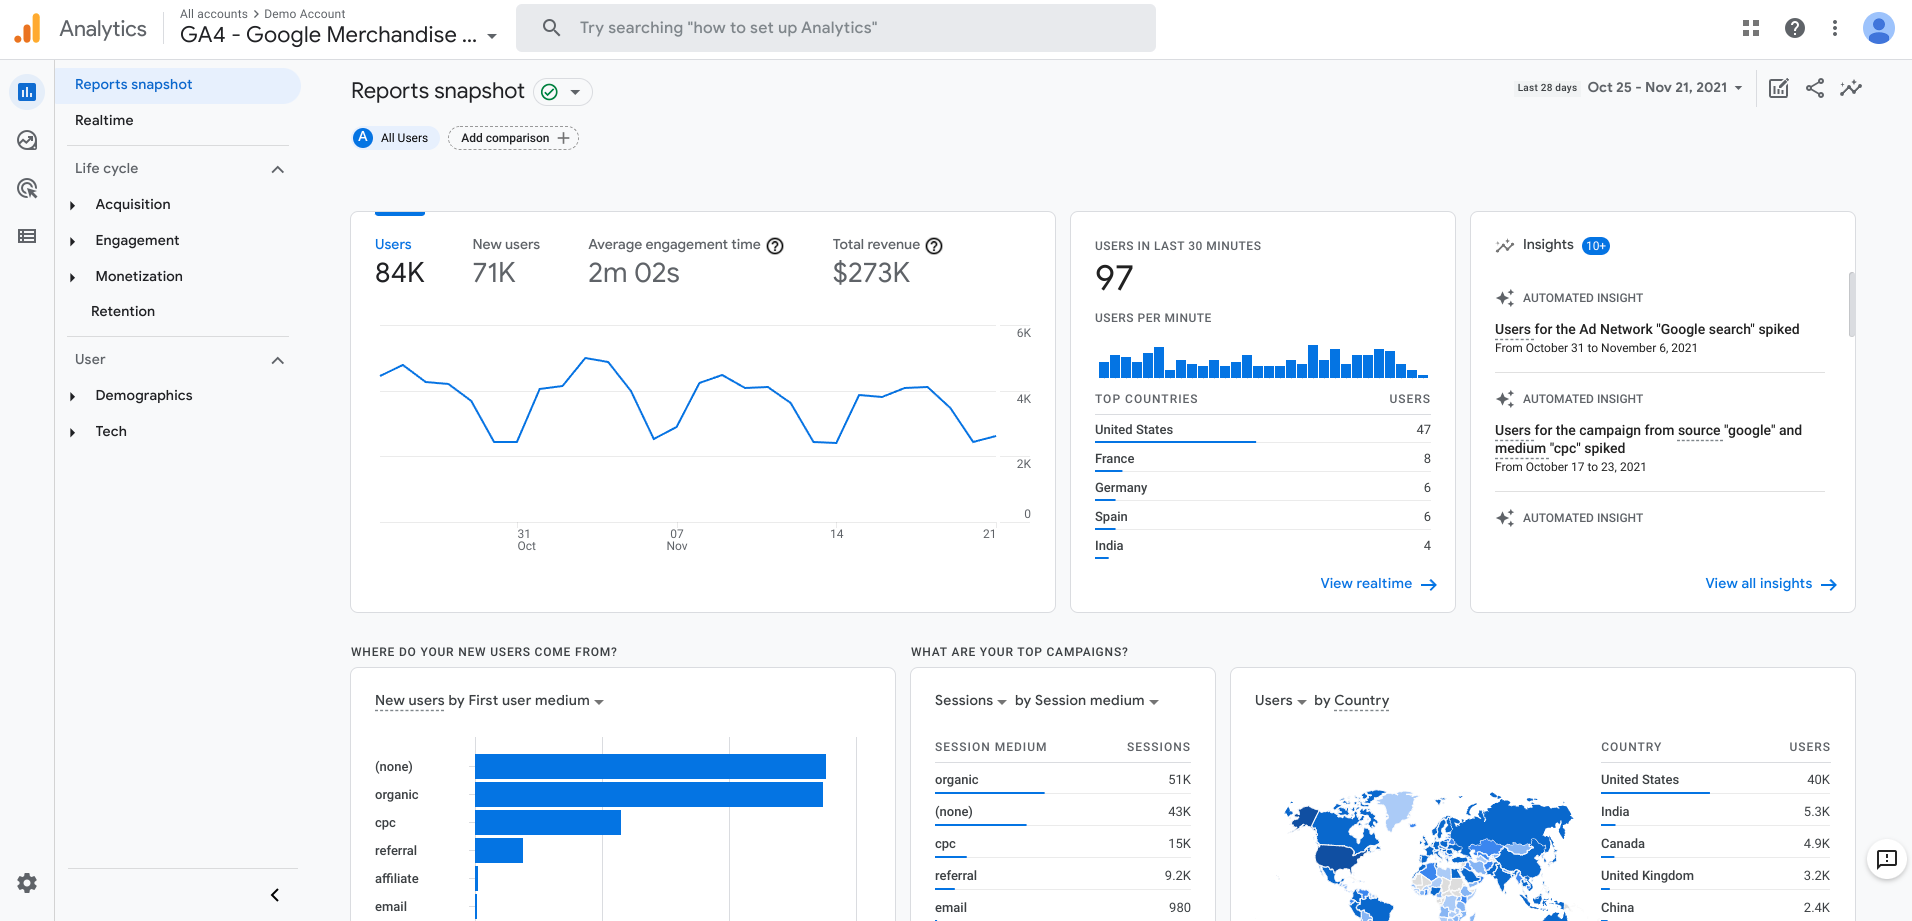 Analytics
All accounts > Demo Account
GA4 - Google Merchandise ...
Try searching "how to set up Analytics"
Reports snapshot
Realtime
Life cycle
Acquisition
Engagement
Monetization
Retention
User
Demographics
Tech
Reports snapshot
Last 28 days Oct 25 - Nov 21, 2021
A All Users
Add comparison +
Users
84K
New users
71K
Average engagement time
2m 02s
Total revenue
$273K
6K
4K
2K
0
31
Oct
07
Nov
14
21
USERS IN LAST 30 MINUTES
97
USERS PER MINUTE
TOP COUNTRIES USERS
United States 47
France 8
Germany 6
Spain 6
India 4
View realtime
Insights 10+
AUTOMATED INSIGHT
Users for the Ad Network "Google search" spiked
From October 31 to November 6, 2021
AUTOMATED INSIGHT
Users for the campaign from source "google" and
medium "cpc" spiked
From October 17 to 23, 2021
AUTOMATED INSIGHT
View all insights
WHERE DO YOUR NEW USERS COME FROM?
New users by First user medium
(none)
organic
cpc
referral
affiliate
email
WHAT ARE YOUR TOP CAMPAIGNS?
Sessions by Session medium
SESSION MEDIUM SESSIONS
organic 51K
(none) 43K
cpc 15K
referral 9.2K
email 980
Users by Country
COUNTRY USERS
United States 40K
India 5.3K
Canada 4.9K
United Kingdom 3.2K
China 2.4K